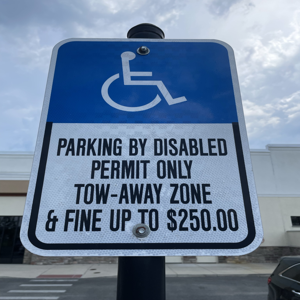 PARKING BY DISABLED
PERMIT ONLY
TOW-AWAY ZONE
& FINE UP TO $250.00